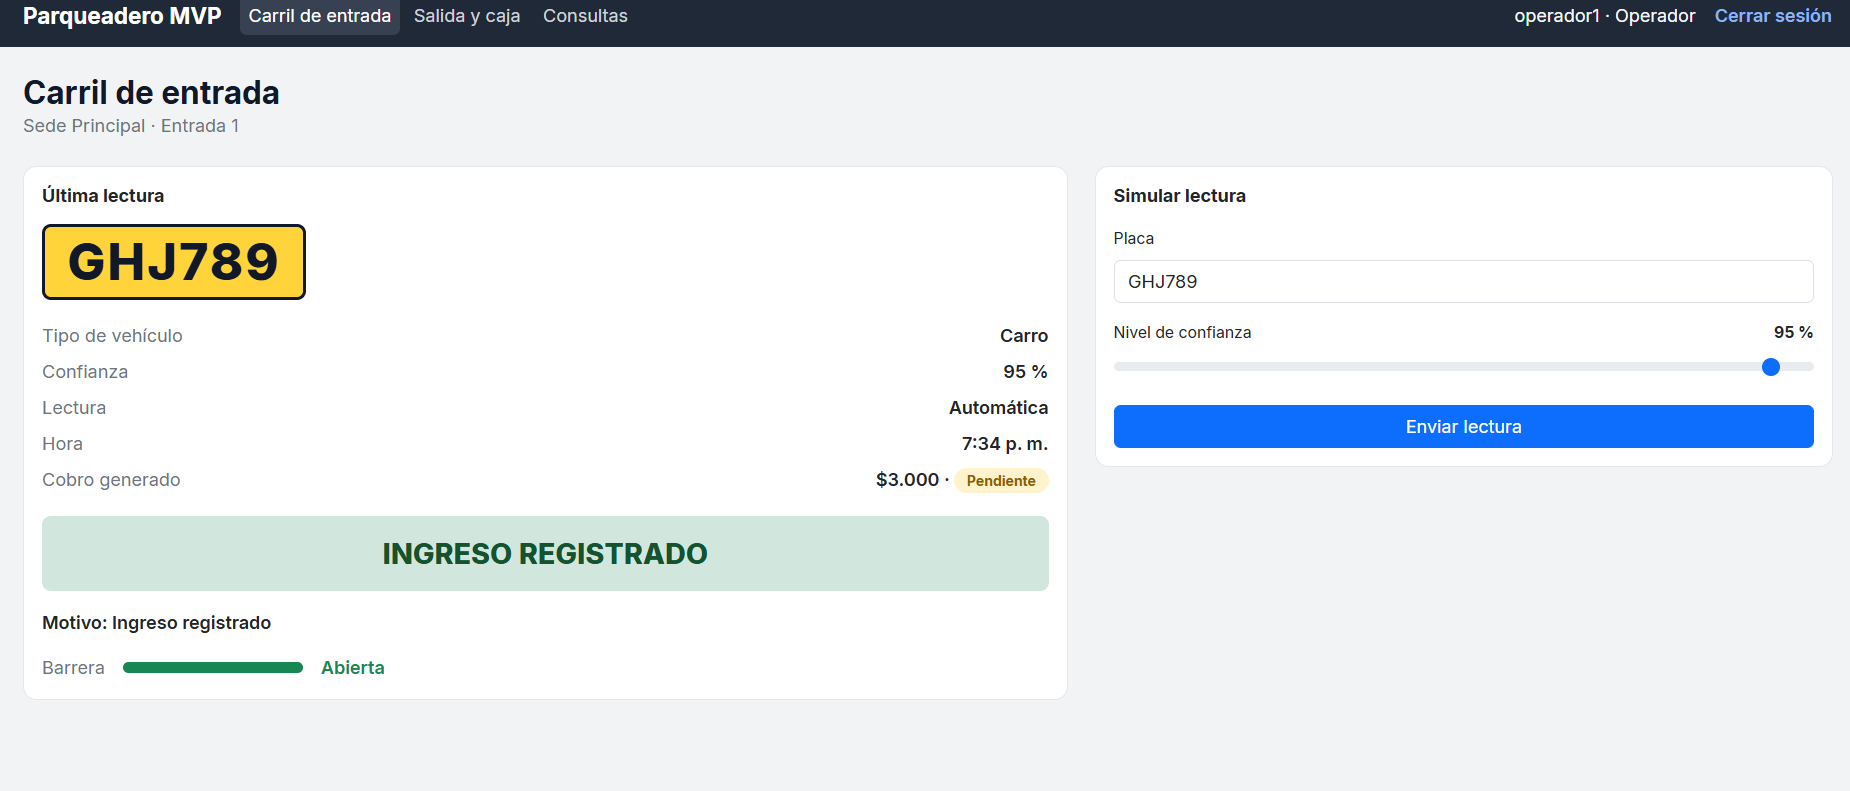 Parqueadero MVP Carril de entrada Salida y caja Consultas operador1 · Operador Cerrar sesión
Carril de entrada
Sede Principal · Entrada 1
Última lectura
GHJ789
Tipo de vehículo Carro
Confianza 95 %
Lectura Automática
Hora 7:34 p. m.
Cobro generado $3.000 · Pendiente
INGRESO REGISTRADO
Motivo: Ingreso registrado
Barrera Abierta
Simular lectura
Placa
GHJ789
Nivel de confianza 95 %
Enviar lectura